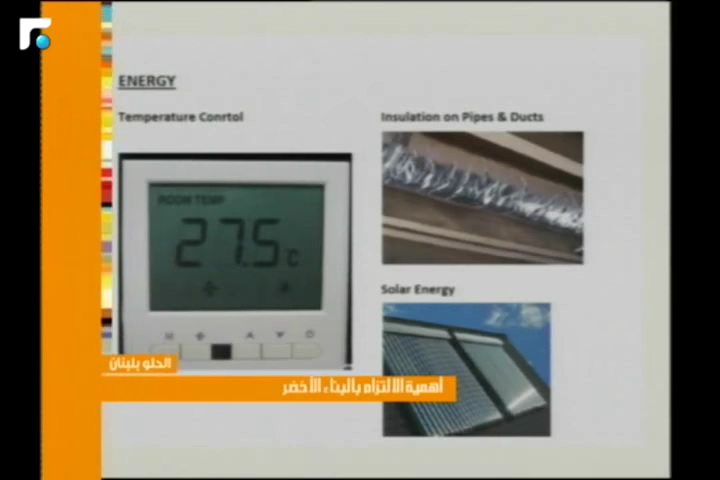 ENERGY
Temperature Conrtol
Insulation on Pipes & Ducts
ROOM TEMP
27.5 °C
Solar Energy
M
الحلو بلبنان
أهمية الالتزام بالبناء الأخضر